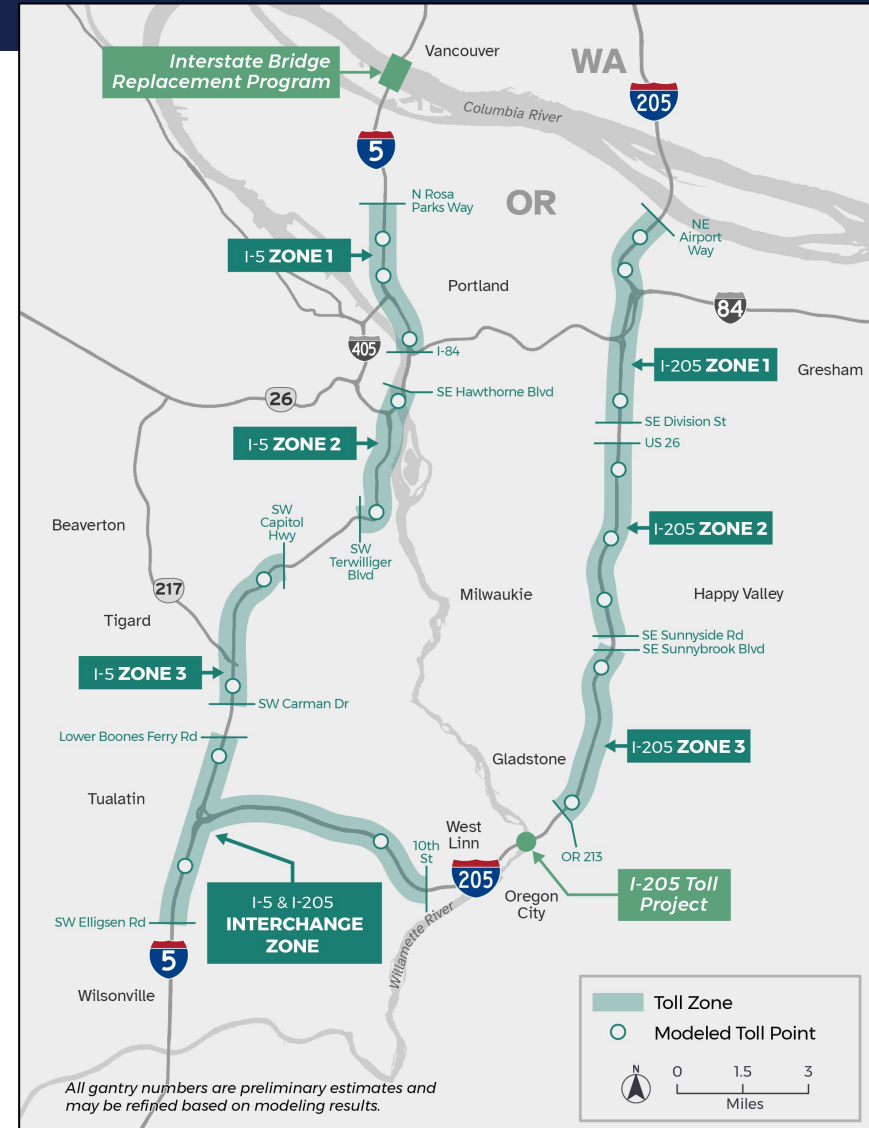 Interstate Bridge
Replacement Program
Vancouver
WA
205
Columbia River
5
N Rosa
Parks Way
OR
NE
Airport
Way
I-5 ZONE 1
Portland
84
405
I-84
I-205 ZONE 1
Gresham
26
SE Hawthorne Blvd
SE Division St
I-5 ZONE 2
US 26
SW
Capitol
Hwy
Beaverton
I-205 ZONE 2
SW
Terwilliger
Blvd
217
Milwaukie
Happy Valley
Tigard
SE Sunnyside Rd
SE Sunnybrook Blvd
I-5 ZONE 3
SW Carman Dr
Lower Boones Ferry Rd
I-205 ZONE 3
Gladstone
Tualatin
West
Linn
10th
St
OR 213
205
I-5 & I-205
INTERCHANGE
ZONE
Oregon
City
I-205 Toll
Project
SW Elligsen Rd
Willamette River
5
Wilsonville
Toll Zone
Modeled Toll Point
N
0 1.5 3
Miles
All gantry numbers are preliminary estimates and
may be refined based on modeling results.